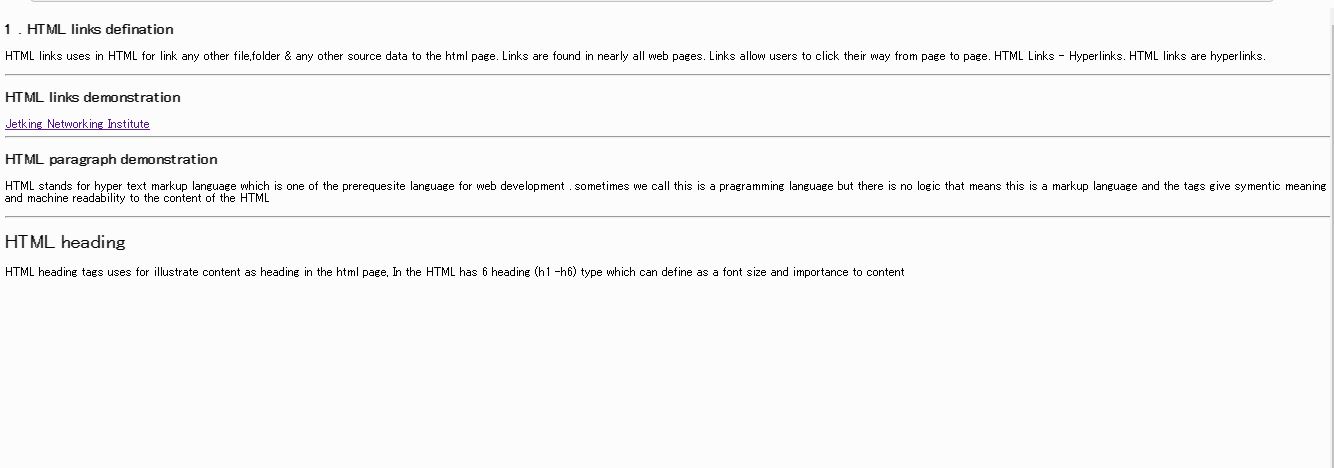 1 . HTML links defination
HTML links uses in HTML for link any other file,folder & any other source data to the html page. Links are found in nearly all web pages. Links allow users to click their way from page to page. HTML Links - Hyperlinks. HTML links are hyperlinks.
HTML links demonstration
Jetking Networking Institute
HTML paragraph demonstration
HTML stands for hyper text markup language which is one of the prerequesite language for web development . sometimes we call this is a pragramming language but there is no logic that means this is a markup language and the tags give symentic meaning
and machine readability to the content of the HTML
HTML heading
HTML heading tags uses for illustrate content as heading in the html page, In the HTML has 6 heading (h1 -h6) type which can define as a font size and importance to content